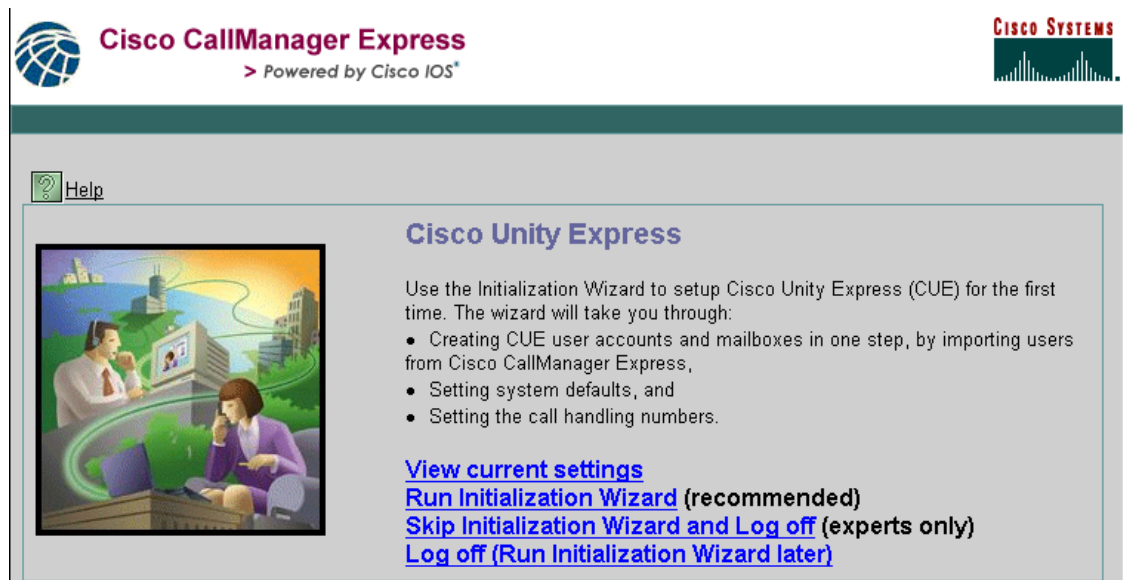 Cisco CallManager Express
> Powered by Cisco IOS®
CISCO SYSTEMS
Help
Cisco Unity Express
Use the Initialization Wizard to setup Cisco Unity Express (CUE) for the first
time. The wizard will take you through:
• Creating CUE user accounts and mailboxes in one step, by importing users
from Cisco CallManager Express,
• Setting system defaults, and
• Setting the call handling numbers.
View current settings
Run Initialization Wizard (recommended)
Skip Initialization Wizard and Log off (experts only)
Log off (Run Initialization Wizard later)